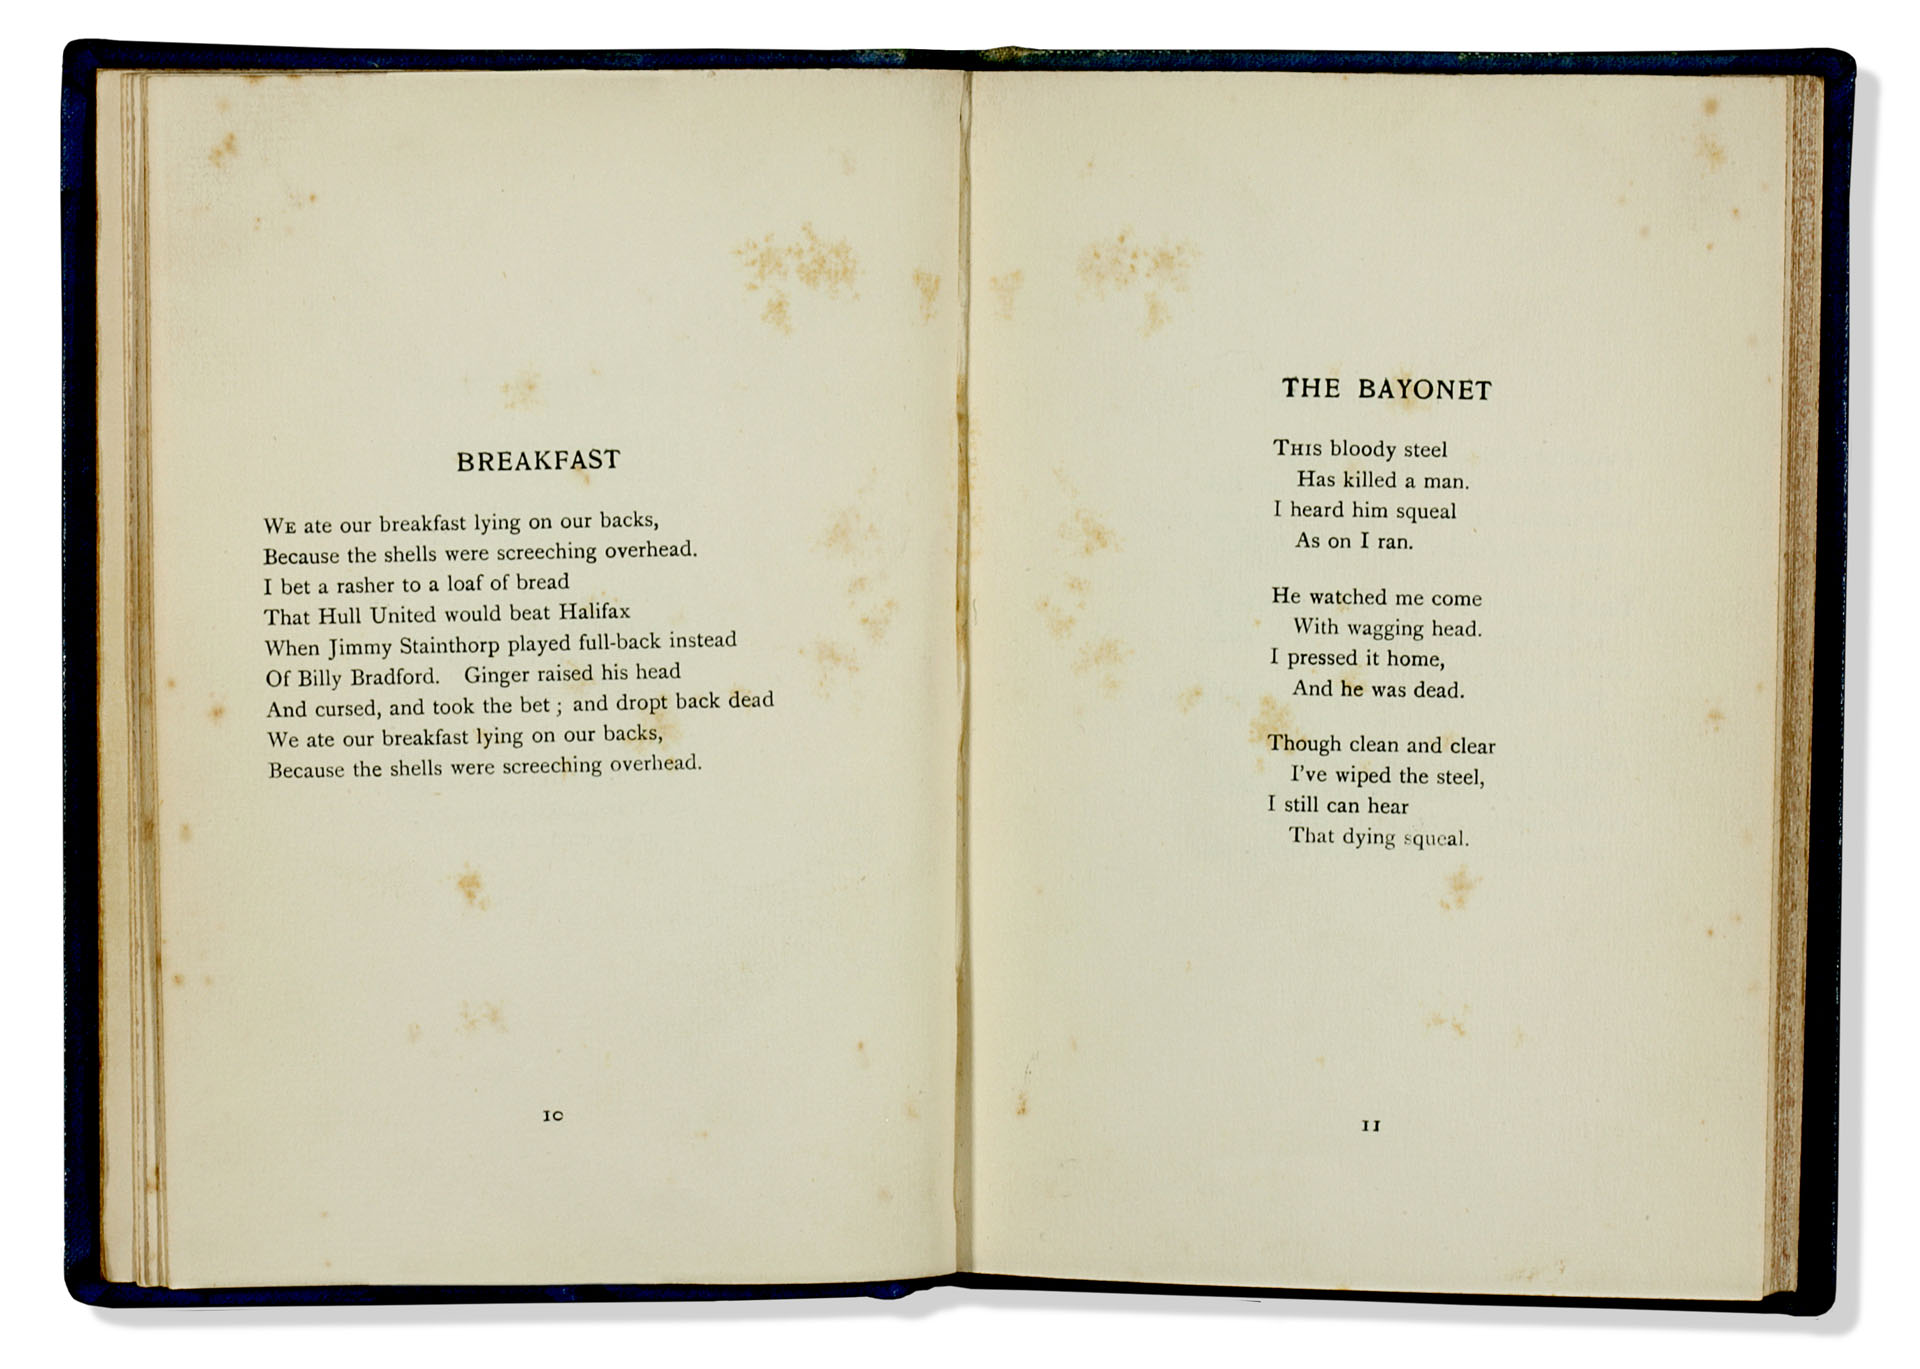 BREAKFAST
WE ate our breakfast lying on our backs,
Because the shells were screeching overhead.
I bet a rasher to a loaf of bread
That Hull United would beat Halifax
When Jimmy Stainthorp played full-back instead
Of Billy Bradford. Ginger raised his head
And cursed, and took the bet ; and dropt back dead
We ate our breakfast lying on our backs,
Because the shells were screeching overhead.
10
THE BAYONET
THIS bloody steel
Has killed a man.
I heard him squeal
As on I ran.
He watched me come
With wagging head.
I pressed it home,
And he was dead.
Though clean and clear
I've wiped the steel,
I still can hear
That dying squeal.
11